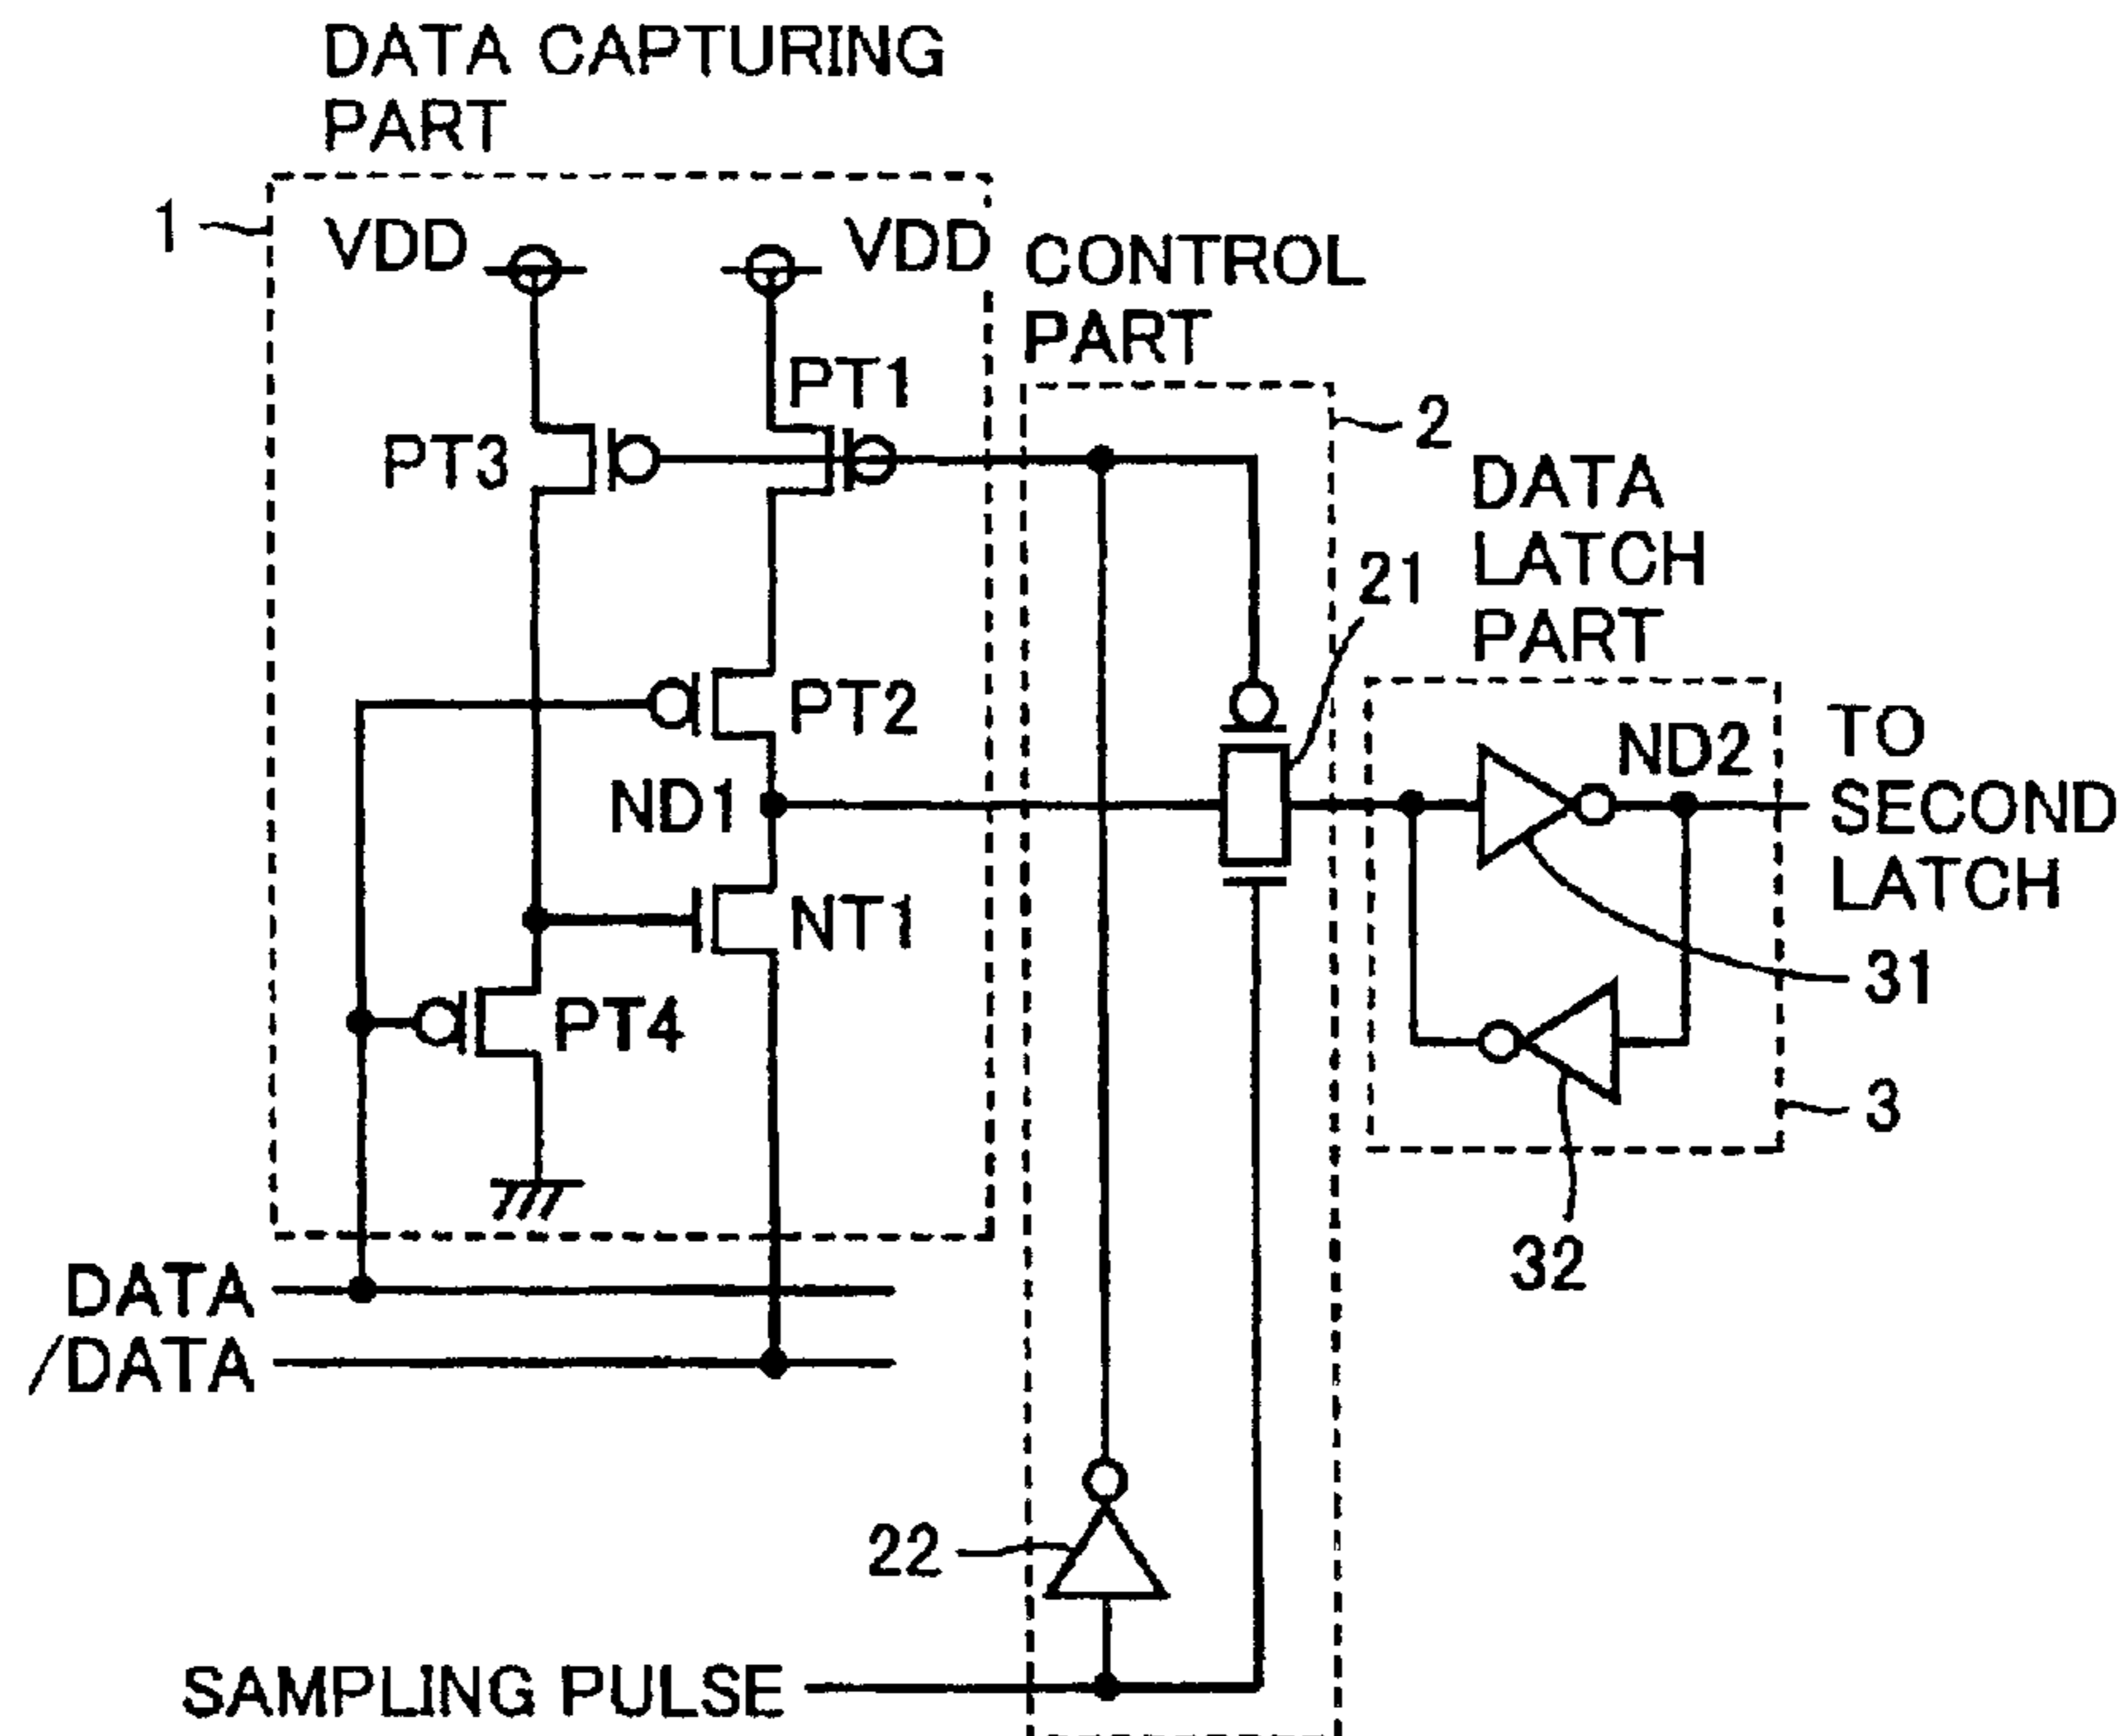 DATA CAPTURING
PART
1
VDD
VDD
CONTROL
PART
PT1
2
PT3
DATA
LATCH
PART
21
PT2
ND2
TO
SECOND
LATCH
ND1
NT1
31
PT4
3
32
DATA
/DATA
22
SAMPLING PULSE